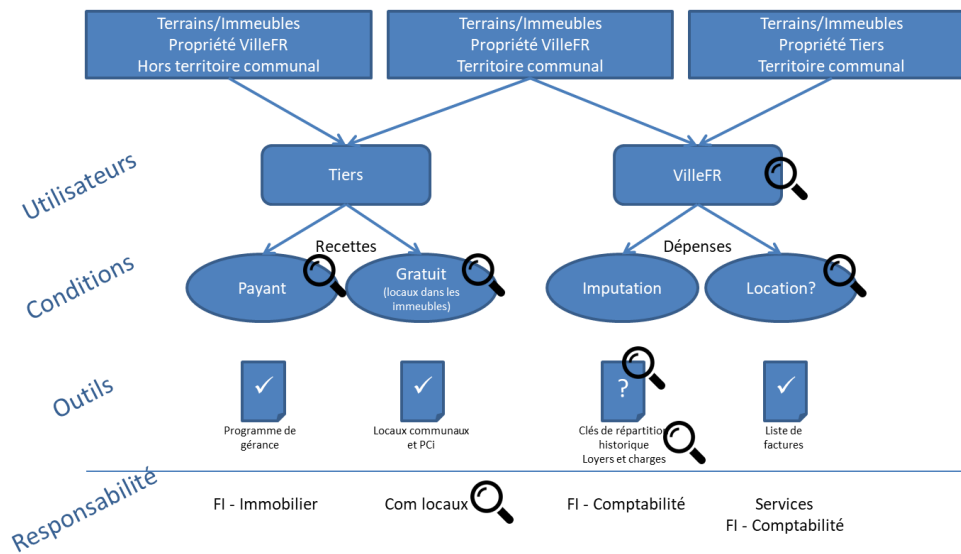 Terrains/Immeubles
Propriété VilleFR
Hors territoire communal
Terrains/Immeubles
Propriété VilleFR
Territoire communal
Terrains/Immeubles
Propriété Tiers
Territoire communal
Utilisateurs
Tiers
VilleFR
Recettes
Dépenses
Conditions
Payant
Gratuit
(locaux dans les
immeubles)
Imputation
Location?
Outils
?
Programme de
gérance
Locaux communaux
et PCi
Clés de répartition
historique
Loyers et charges
Liste de
factures
Responsabilité
FI - Immobilier
Com locaux
FI - Comptabilité
Services
FI - Comptabilité